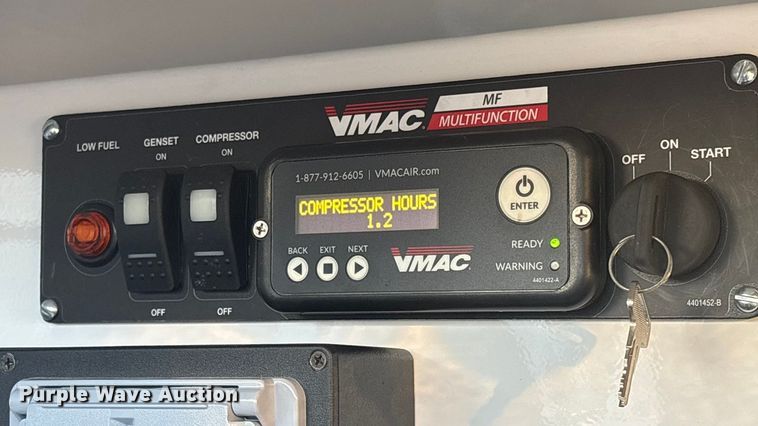 VMAC
MF
MULTIFUNCTION
LOW FUEL
GENSET
ON
COMPRESSOR
ON
OFF
ON
START
1-877-912-6605 | VMACAIR.com
COMPRESSOR HOURS
1.2
ENTER
BACK
EXIT
NEXT
VMAC
READY
WARNING
4401422-A
OFF
OFF
4401452-B
Purple Wave Auction